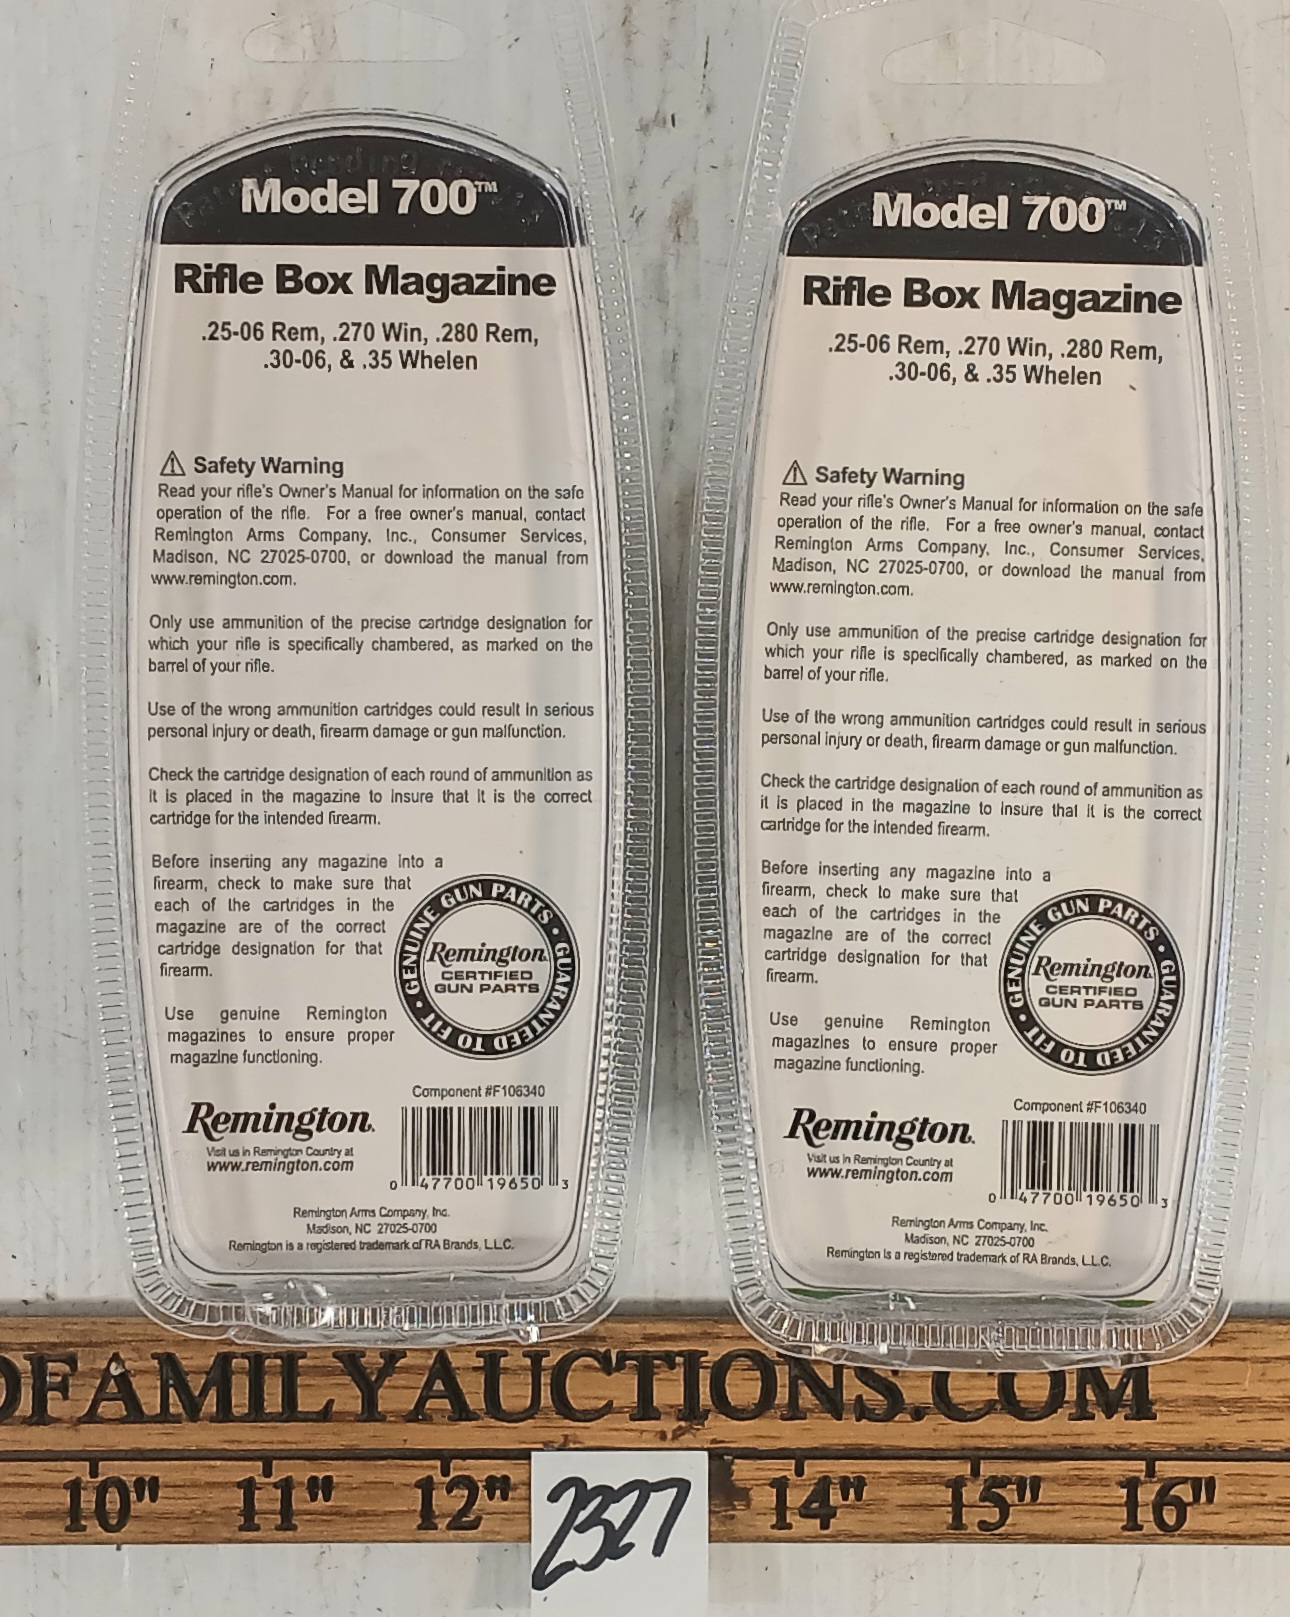 Model 700™
Rifle Box Magazine
.25-06 Rem, .270 Win, .280 Rem,
.30-06, & .35 Whelen
⚠ Safety Warning
Read your rifle's Owner's Manual for information on the safe
operation of the rifle. For a free owner's manual, contact
Remington Arms Company, Inc., Consumer Services,
Madison, NC 27025-0700, or download the manual from
www.remington.com.
Only use ammunition of the precise cartridge designation for
which your rifle is specifically chambered, as marked on the
barrel of your rifle.
Use of the wrong ammunition cartridges could result in serious
personal injury or death, firearm damage or gun malfunction.
Check the cartridge designation of each round of ammunition as
it is placed in the magazine to insure that it is the correct
cartridge for the intended firearm.
Before inserting any magazine into a
firearm, check to make sure that
each of the cartridges in the
magazine are of the correct
cartridge designation for that
firearm.
Use genuine Remington
magazines to ensure proper
magazine functioning.
GENUINE GUN PARTS • GUARANTEED TO FIT •
Remington
CERTIFIED
GUN PARTS
Component #F106340
Remington.
Visit us in Remington Country at
www.remington.com
0 47700 19650 3
Remington Arms Company, Inc.
Madison, NC 27025-0700
Remington is a registered trademark of RA Brands, L.L.C.
Model 700™
Rifle Box Magazine
.25-06 Rem, .270 Win, .280 Rem,
.30-06, & .35 Whelen
⚠ Safety Warning
Read your rifle's Owner's Manual for information on the safe
operation of the rifle. For a free owner's manual, contact
Remington Arms Company, Inc., Consumer Services,
Madison, NC 27025-0700, or download the manual from
www.remington.com.
Only use ammunition of the precise cartridge designation for
which your rifle is specifically chambered, as marked on the
barrel of your rifle.
Use of the wrong ammunition cartridges could result in serious
personal injury or death, firearm damage or gun malfunction.
Check the cartridge designation of each round of ammunition as
it is placed in the magazine to insure that it is the correct
cartridge for the intended firearm.
Before inserting any magazine into a
firearm, check to make sure that
each of the cartridges in the
magazine are of the correct
cartridge designation for that
firearm.
Use genuine Remington
magazines to ensure proper
magazine functioning.
GENUINE GUN PARTS • GUARANTEED TO FIT •
Remington
CERTIFIED
GUN PARTS
Component #F106340
Remington.
Visit us in Remington Country at
www.remington.com
0 47700 19650 3
Remington Arms Company, Inc.
Madison, NC 27025-0700
Remington is a registered trademark of RA Brands, L.L.C.
FAMILYAUCTIONS.COM
10" 11" 12" 14" 15" 16"
2327